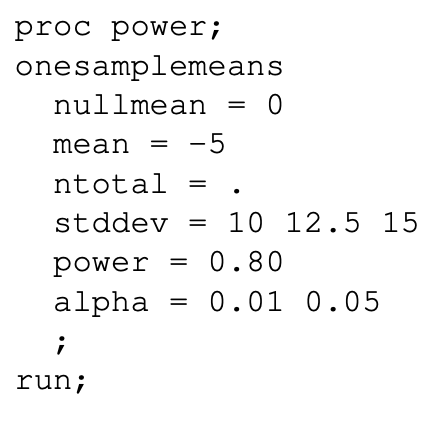 proc power;
onesamplemeans
  nullmean = 0
  mean = -5
  ntotal = .
  stddev = 10 12.5 15
  power = 0.80
  alpha = 0.01 0.05
  ;
run;